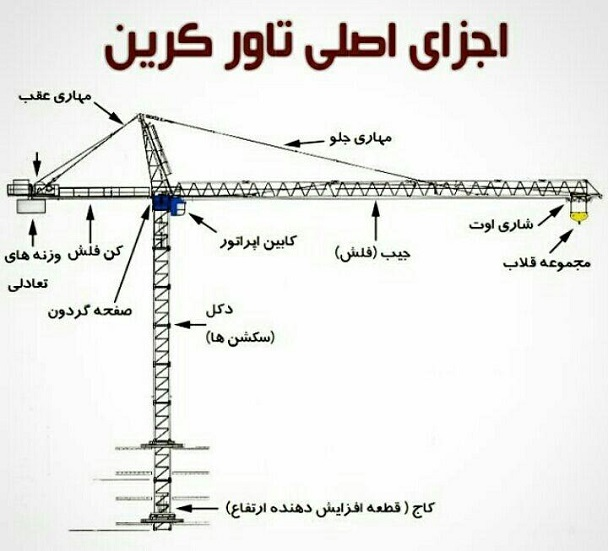 اجزای اصلی تاور کرین
مهاری عقب
مهاری جلو
شاری اوت
مجموعه قلاب
جیب (فلش)
کابین اپراتور
کن فلش
وزنه های
تعادلی
صفحه گردون
دکل
(سکشن ها)
کاج ( قطعه افزایش دهنده ارتفاع)